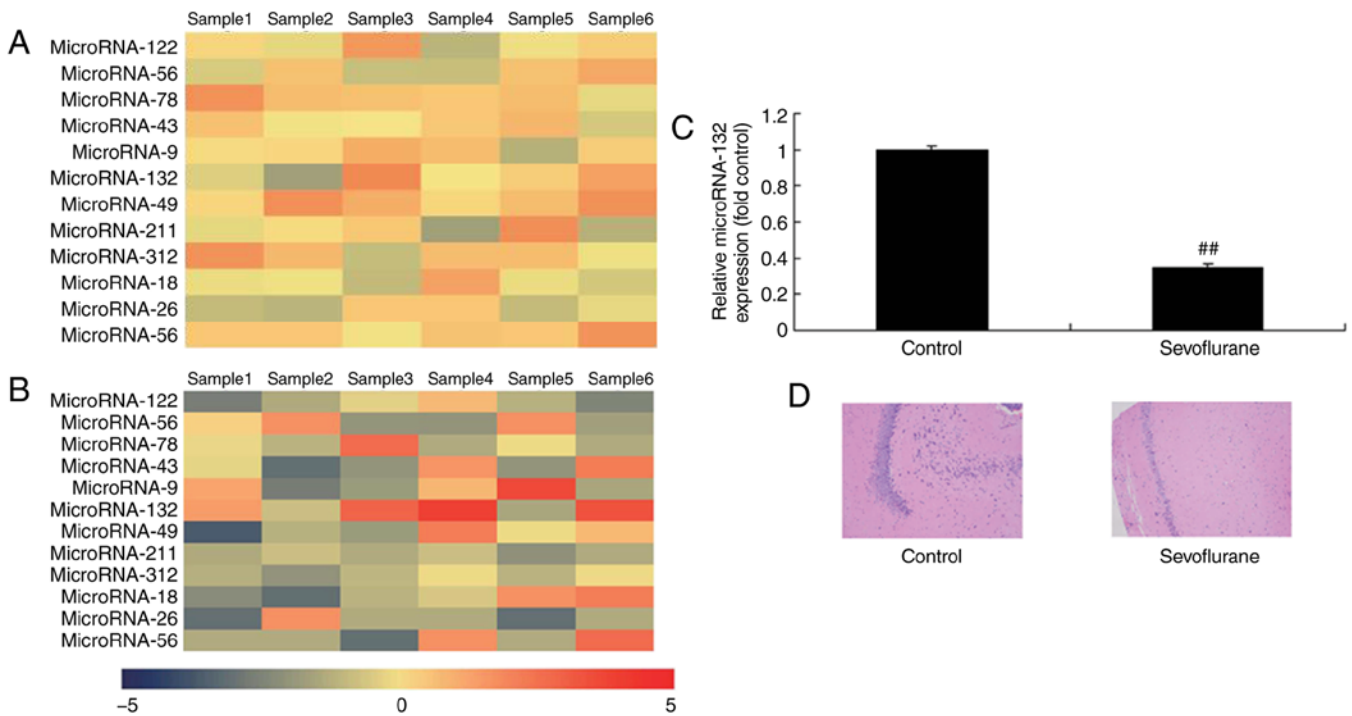 A
Sample1 Sample2 Sample3 Sample4 Sample5 Sample6
MicroRNA-122
MicroRNA-56
MicroRNA-78
MicroRNA-43
MicroRNA-9
MicroRNA-132
MicroRNA-49
MicroRNA-211
MicroRNA-312
MicroRNA-18
MicroRNA-26
MicroRNA-56
B
Sample1 Sample2 Sample3 Sample4 Sample5 Sample6
MicroRNA-122
MicroRNA-56
MicroRNA-78
MicroRNA-43
MicroRNA-9
MicroRNA-132
MicroRNA-49
MicroRNA-211
MicroRNA-312
MicroRNA-18
MicroRNA-26
MicroRNA-56
−5 0 5
C
Relative microRNA-132
expression (fold control)
1.2
1
0.8
0.6
0.4
0.2
0
##
Control Sevoflurane
D
Control Sevoflurane